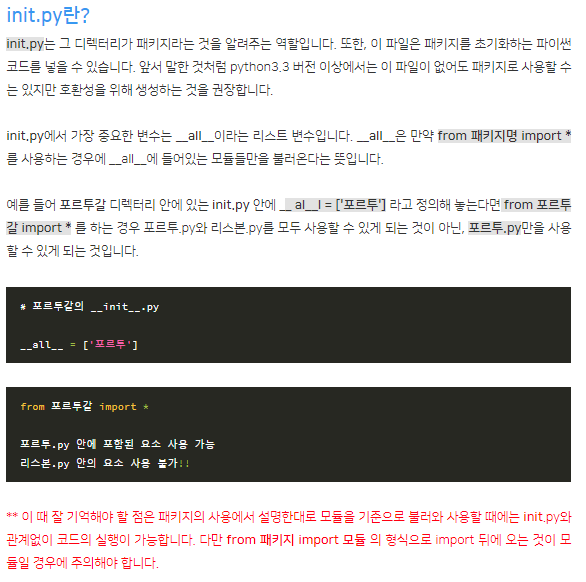 init.py란?
init.py는 그 디렉터리가 패키지라는 것을 알려주는 역할입니다. 또한, 이 파일은 패키지를 초기화하는 파이썬
코드를 넣을 수 있습니다. 앞서 말한 것처럼 python3.3 버전 이상에서는 이 파일이 없어도 패키지로 사용할 수
는 있지만 호환성을 위해 생성하는 것을 권장합니다.
init.py에서 가장 중요한 변수는 __all__이라는 리스트 변수입니다. __all__은 만약 from 패키지명 import *
를 사용하는 경우에 __all__에 들어있는 모듈들만을 불러온다는 뜻입니다.
예를 들어 포르투갈 디렉터리 안에 있는 init.py 안에 __ al__l = ['포르투'] 라고 정의해 놓는다면 from 포르투
갈 import * 를 하는 경우 포르투.py와 리스본.py를 모두 사용할 수 있게 되는 것이 아닌, 포르투.py만을 사용
할 수 있게 되는 것입니다.
# 포르투갈의 __init__.py
__all__ = ['포르투']
from 포르투갈 import *
포르투.py 안에 포함된 요소 사용 가능
리스본.py 안의 요소 사용 불가!!
** 이 때 잘 기억해야 할 점은 패키지의 사용에서 설명한대로 모듈을 기준으로 불러와 사용할 때에는 init.py와
관계없이 코드의 실행이 가능합니다. 다만 from 패키지 import 모듈 의 형식으로 import 뒤에 오는 것이 모
듈일 경우에 주의해야 합니다.